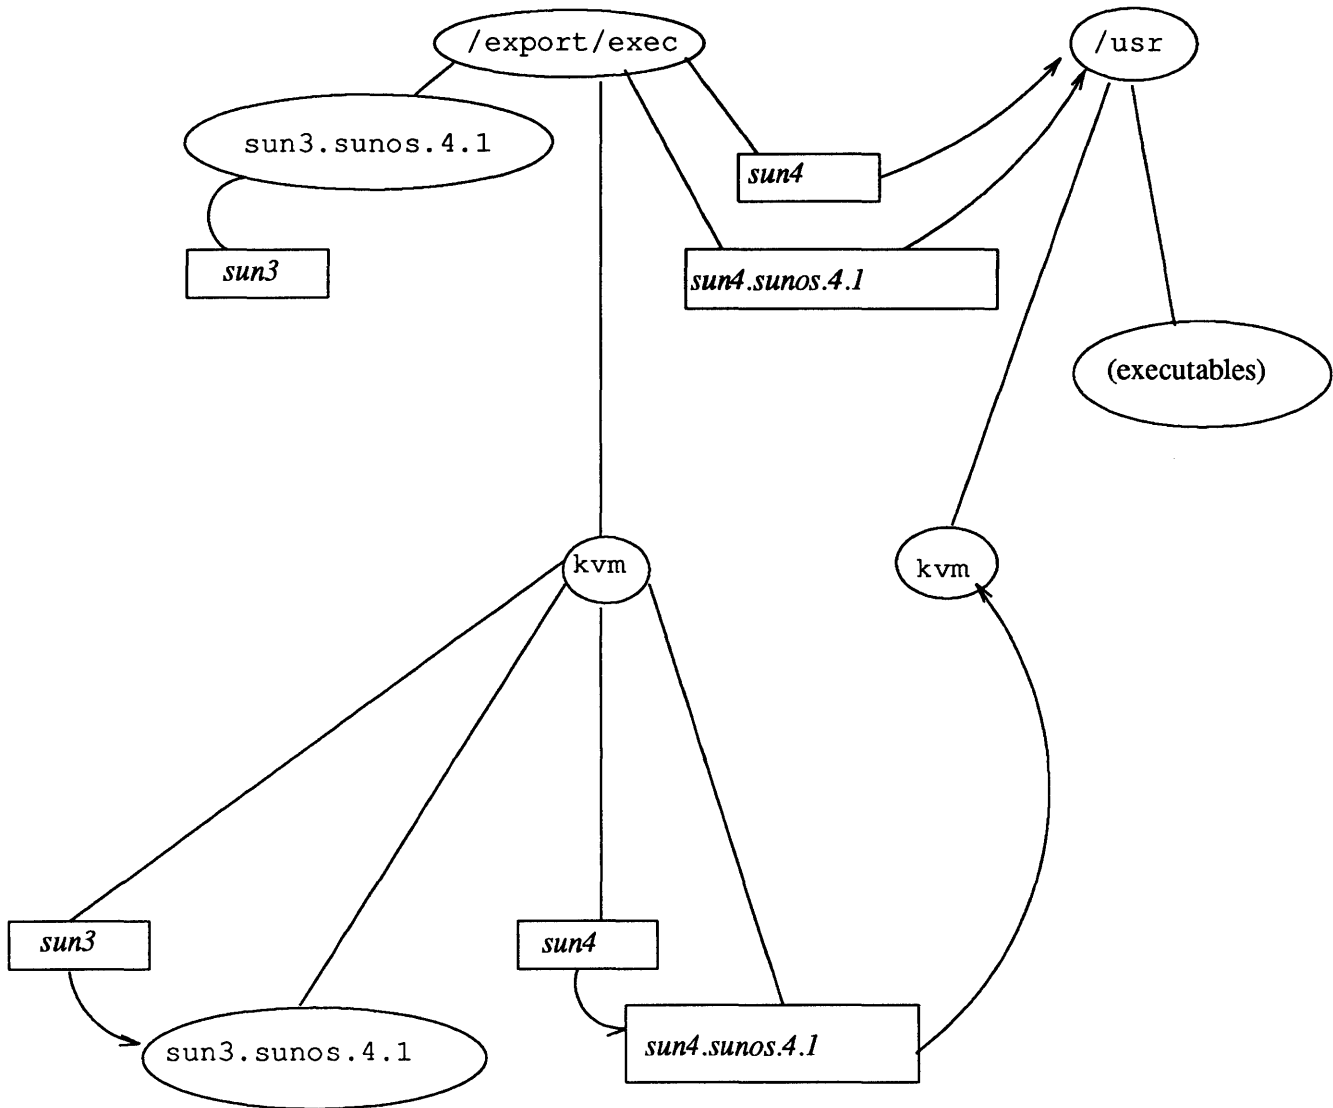 /export/exec
/usr
sun3.sunos.4.1
sun4
sun3
sun4.sunos.4.1
(executables)
kvm
kvm
sun3
sun4
sun3.sunos.4.1
sun4.sunos.4.1